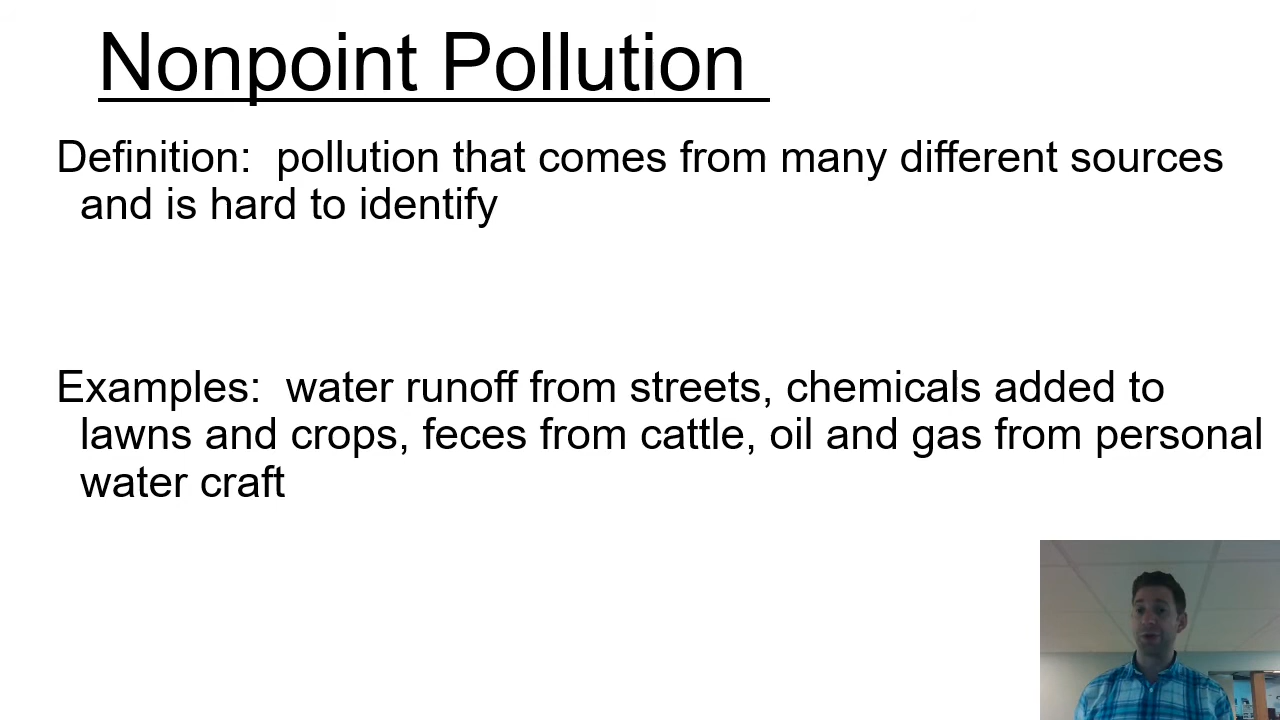 Nonpoint Pollution
Definition:  pollution that comes from many different sources
and is hard to identify
Examples:  water runoff from streets, chemicals added to
lawns and crops, feces from cattle, oil and gas from personal
water craft